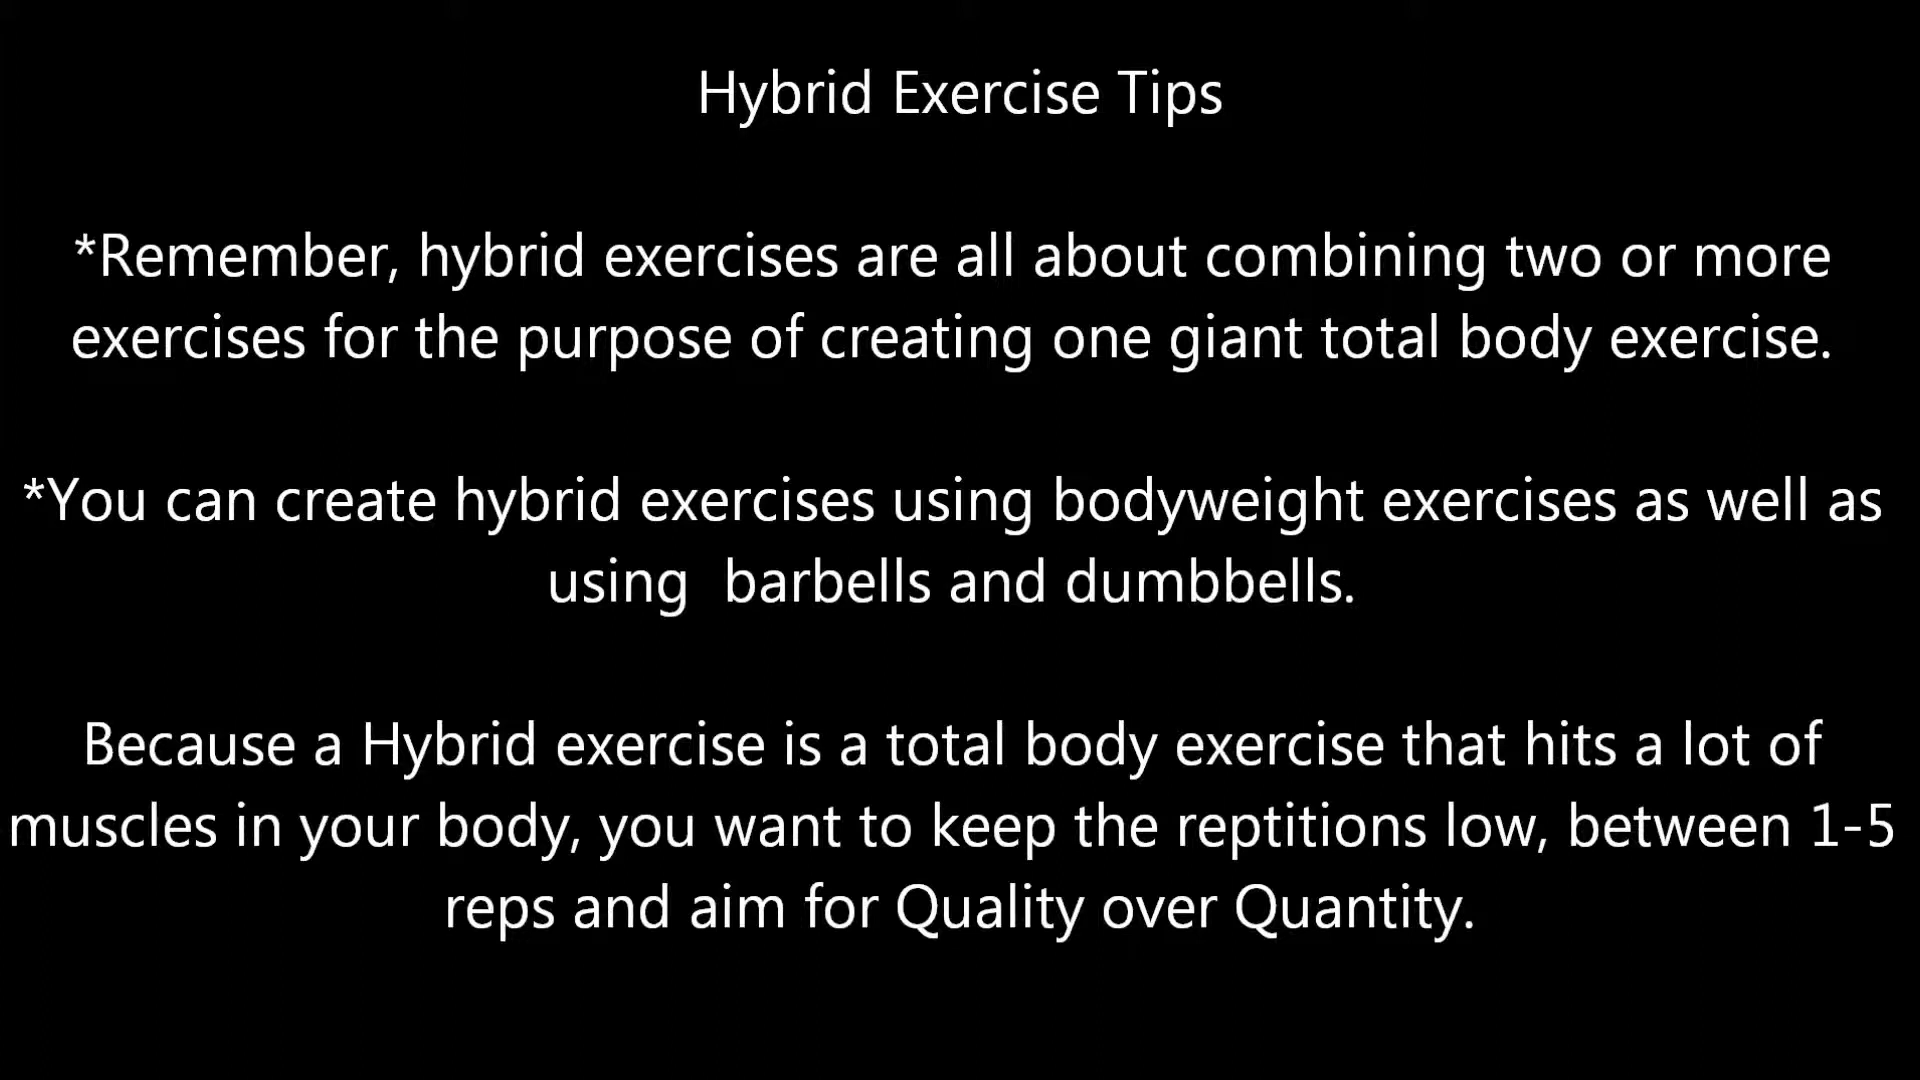 Hybrid Exercise Tips
*Remember, hybrid exercises are all about combining two or more
exercises for the purpose of creating one giant total body exercise.
*You can create hybrid exercises using bodyweight exercises as well as
using  barbells and dumbbells.
Because a Hybrid exercise is a total body exercise that hits a lot of
muscles in your body, you want to keep the reptitions low, between 1-5
reps and aim for Quality over Quantity.